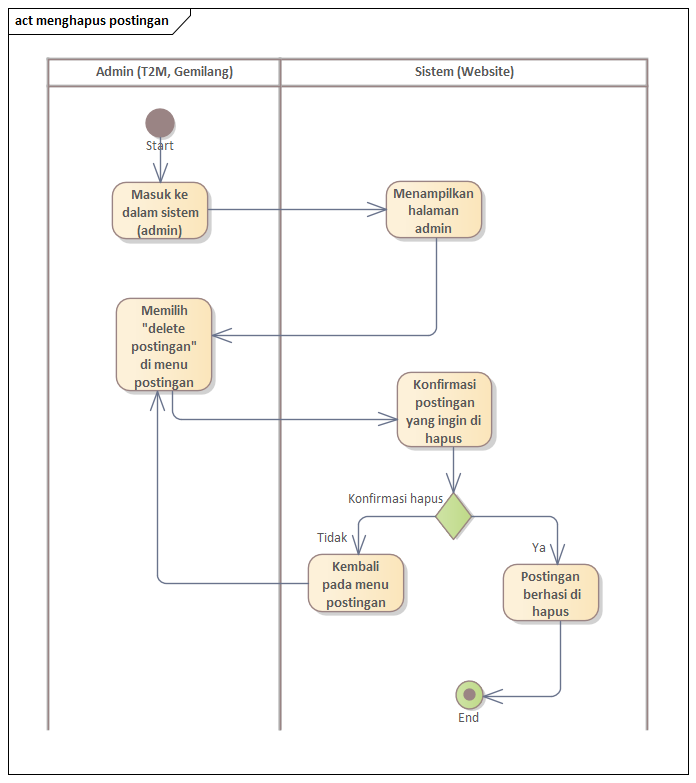 act menghapus postingan
Admin (T2M, Gemilang)
Sistem (Website)
Start
Masuk ke
dalam sistem
(admin)
Menampilkan
halaman
admin
Memilih
"delete
postingan"
di menu
postingan
Konfirmasi
postingan
yang ingin di
hapus
Konfirmasi hapus
Tidak
Ya
Kembali
pada menu
postingan
Postingan
berhasi di
hapus
End